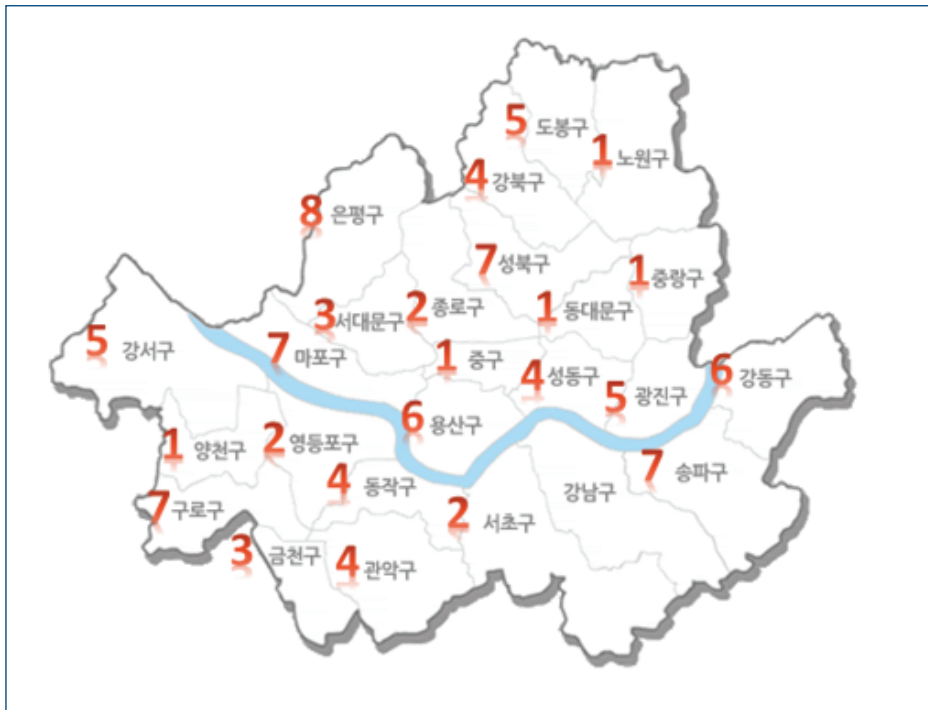 5 도봉구
1 노원구
4 강북구
8 은평구
7 성북구
1 중랑구
3 서대문구
2 종로구
1 동대문구
5 강서구
7 마포구
1 중구
4 성동구
5 광진구
6 강동구
6 용산구
1 양천구
2 영등포구
4 동작구
강남구
7 송파구
7 구로구
2 서초구
3 금천구
4 관악구